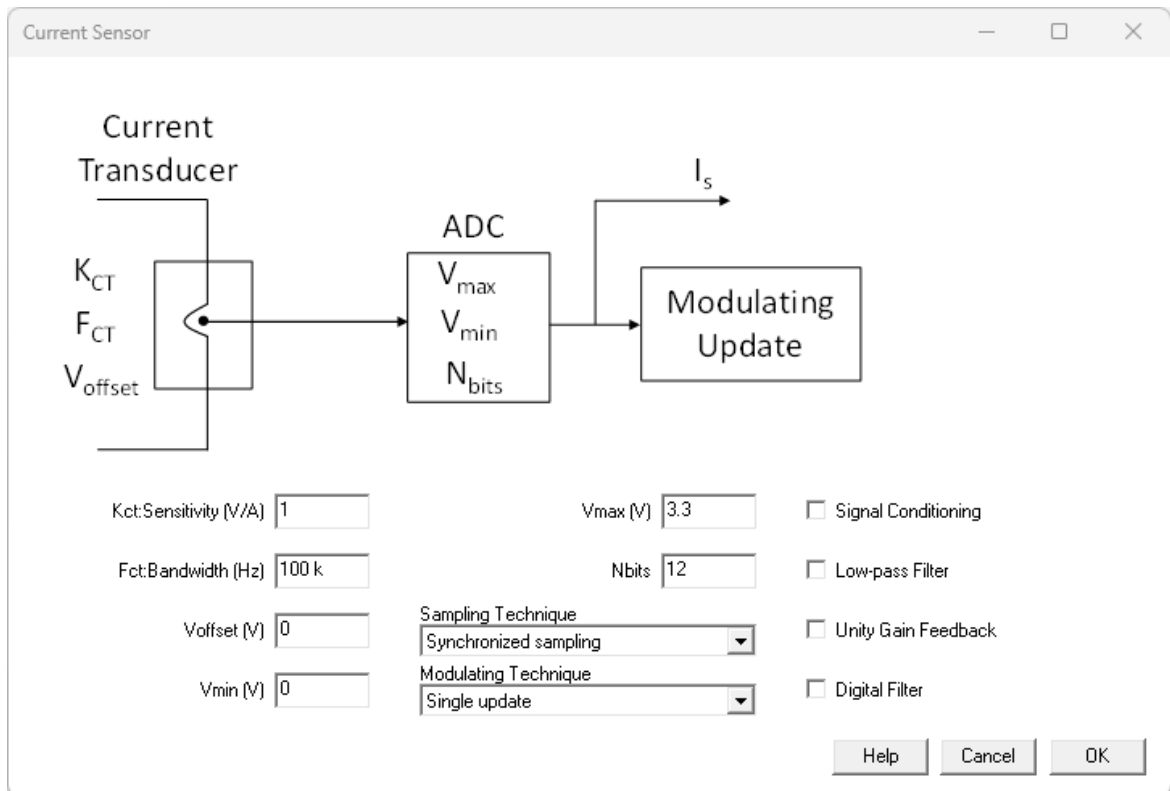 Current Sensor
Current
Transducer
K_CT
F_CT
V_offset
ADC
V_max
V_min
N_bits
I_s
Modulating
Update
Kct:Sensitivity (V/A) 1
Vmax (V) 3.3
Signal Conditioning
Fct:Bandwidth (Hz) 100 k
Nbits 12
Low-pass Filter
Voffset (V) 0
Sampling Technique
Synchronized sampling
Unity Gain Feedback
Vmin (V) 0
Modulating Technique
Single update
Digital Filter
Help
Cancel
OK